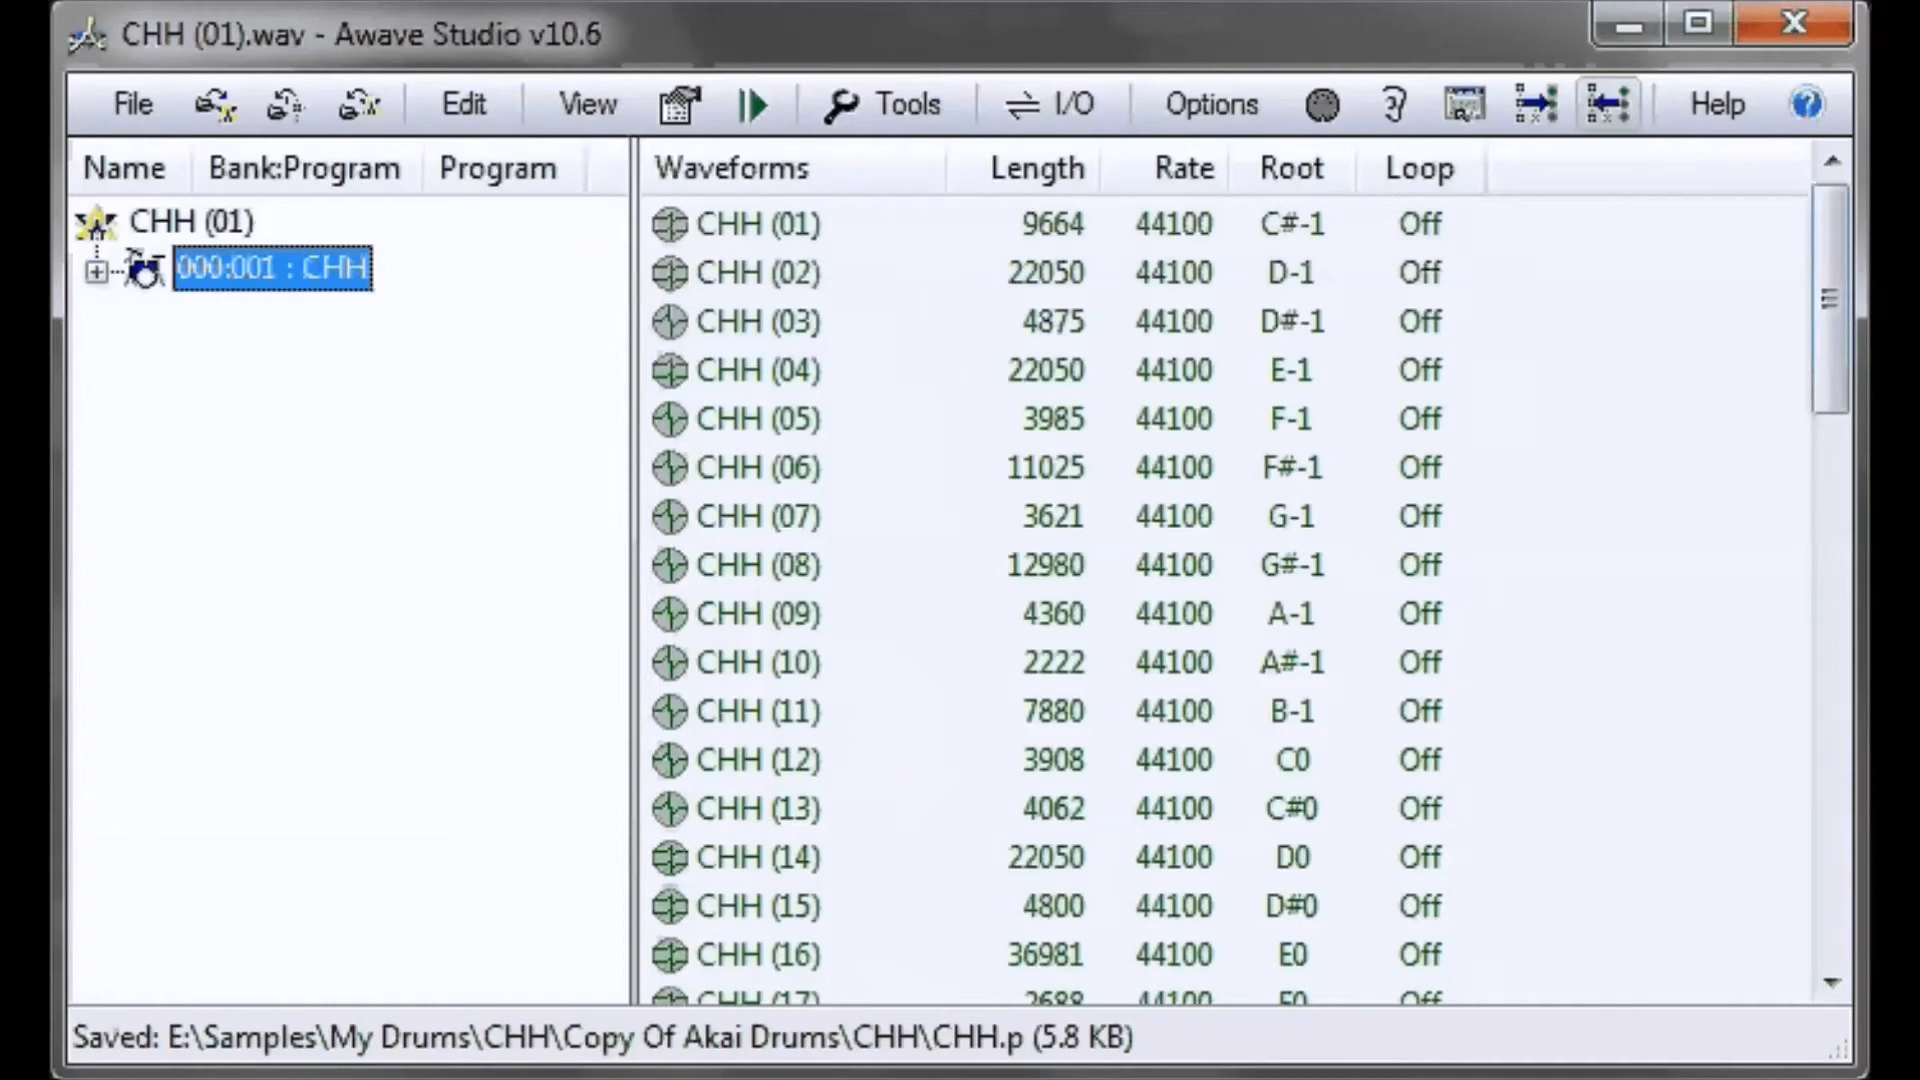 CHH (01).wav - Awave Studio v10.6
File Edit View Tools I/O Options Help
Name Bank:Program Program
CHH (01)
000:001 : CHH
Waveforms Length Rate Root Loop
CHH (01) 9664 44100 C#-1 Off
CHH (02) 22050 44100 D-1 Off
CHH (03) 4875 44100 D#-1 Off
CHH (04) 22050 44100 E-1 Off
CHH (05) 3985 44100 F-1 Off
CHH (06) 11025 44100 F#-1 Off
CHH (07) 3621 44100 G-1 Off
CHH (08) 12980 44100 G#-1 Off
CHH (09) 4360 44100 A-1 Off
CHH (10) 2222 44100 A#-1 Off
CHH (11) 7880 44100 B-1 Off
CHH (12) 3908 44100 C0 Off
CHH (13) 4062 44100 C#0 Off
CHH (14) 22050 44100 D0 Off
CHH (15) 4800 44100 D#0 Off
CHH (16) 36981 44100 E0 Off
CHH (17) 2688 44100 F0 Off
Saved: E:\Samples\My Drums\CHH\Copy Of Akai Drums\CHH\CHH.p (5.8 KB)